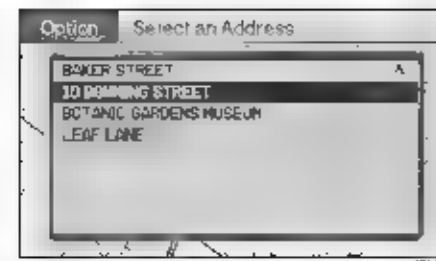 Option Select an Address
BAKER STREET A
10 DOWNING STREET
BOTANIC GARDENS MUSEUM
LEAF LANE